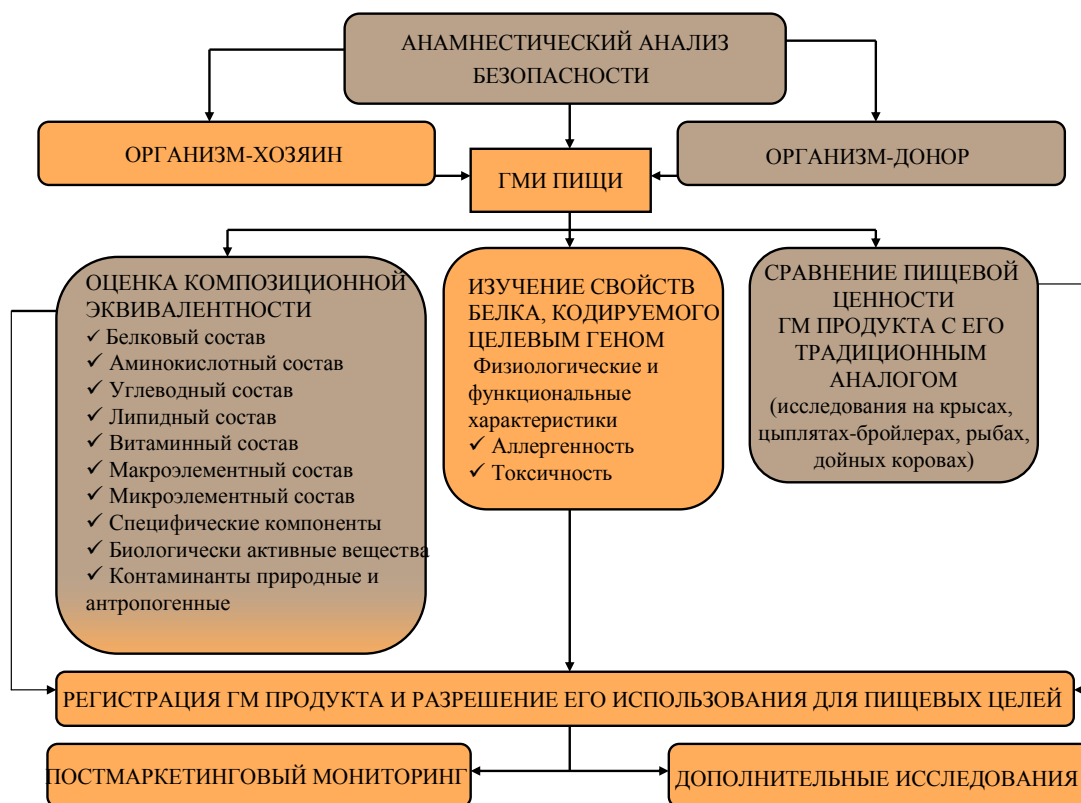 АНАМНЕСТИЧЕСКИЙ АНАЛИЗ
БЕЗОПАСНОСТИ
ОРГАНИЗМ-ХОЗЯИН
ОРГАНИЗМ-ДОНОР
ГМИ ПИЩИ
ОЦЕНКА КОМПОЗИЦИОННОЙ
ЭКВИВАЛЕНТНОСТИ
✓ Белковый состав
✓ Аминокислотный состав
✓ Углеводный состав
✓ Липидный состав
✓ Витаминный состав
✓ Макроэлементный состав
✓ Микроэлементный состав
✓ Специфические компоненты
✓ Биологически активные вещества
✓ Контаминанты природные и
антропогенные
ИЗУЧЕНИЕ СВОЙСТВ
БЕЛКА, КОДИРУЕМОГО
ЦЕЛЕВЫМ ГЕНОМ
Физиологические и
функциональные
характеристики
✓ Аллергенность
✓ Токсичность
СРАВНЕНИЕ ПИЩЕВОЙ
ЦЕННОСТИ
ГМ ПРОДУКТА С ЕГО
ТРАДИЦИОННЫМ
АНАЛОГОМ
(исследования на крысах,
цыплятах-бройлерах, рыбах,
дойных коровах)
РЕГИСТРАЦИЯ ГМ ПРОДУКТА И РАЗРЕШЕНИЕ ЕГО ИСПОЛЬЗОВАНИЯ ДЛЯ ПИЩЕВЫХ ЦЕЛЕЙ
ПОСТМАРКЕТИНГОВЫЙ МОНИТОРИНГ
ДОПОЛНИТЕЛЬНЫЕ ИССЛЕДОВАНИЯ